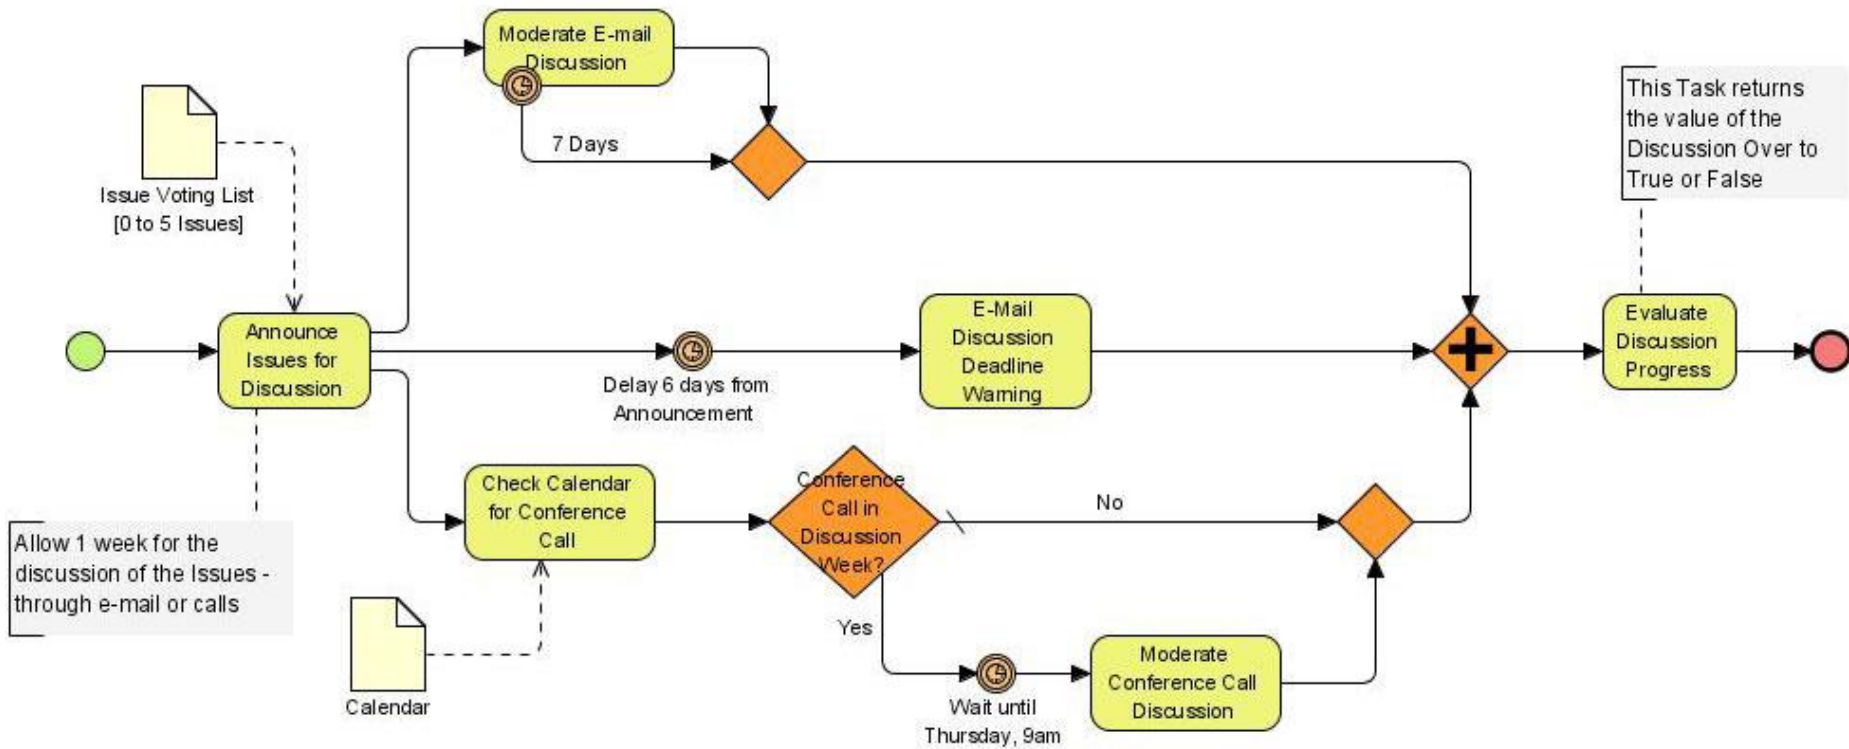 Moderate E-mail
Discussion
7 Days
Issue Voting List
[0 to 5 Issues]
This Task returns
the value of the
Discussion Over to
True or False
Announce
Issues for
Discussion
Delay 6 days from
Announcement
E-Mail
Discussion
Deadline
Warning
Evaluate
Discussion
Progress
Allow 1 week for the
discussion of the Issues -
through e-mail or calls
Check Calendar
for Conference
Call
Conference
Call in
Discussion
Week?
No
Yes
Calendar
Wait until
Thursday, 9am
Moderate
Conference Call
Discussion